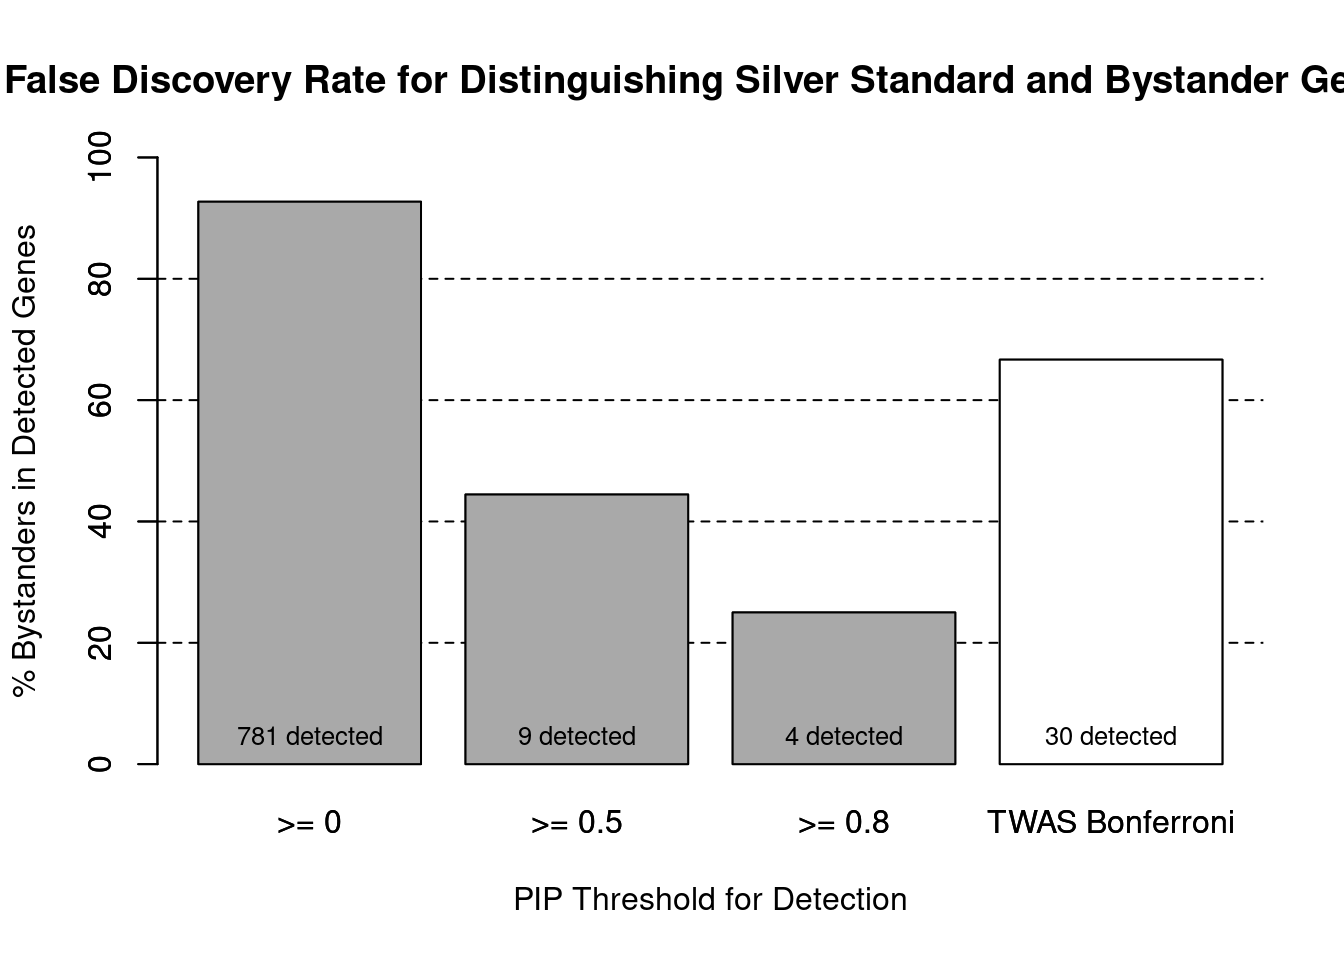 False Discovery Rate for Distinguishing Silver Standard and Bystander Ge
% Bystanders in Detected Genes
100
80
60
40
20
0
781 detected
9 detected
4 detected
30 detected
>= 0
>= 0.5
>= 0.8
TWAS Bonferroni
PIP Threshold for Detection